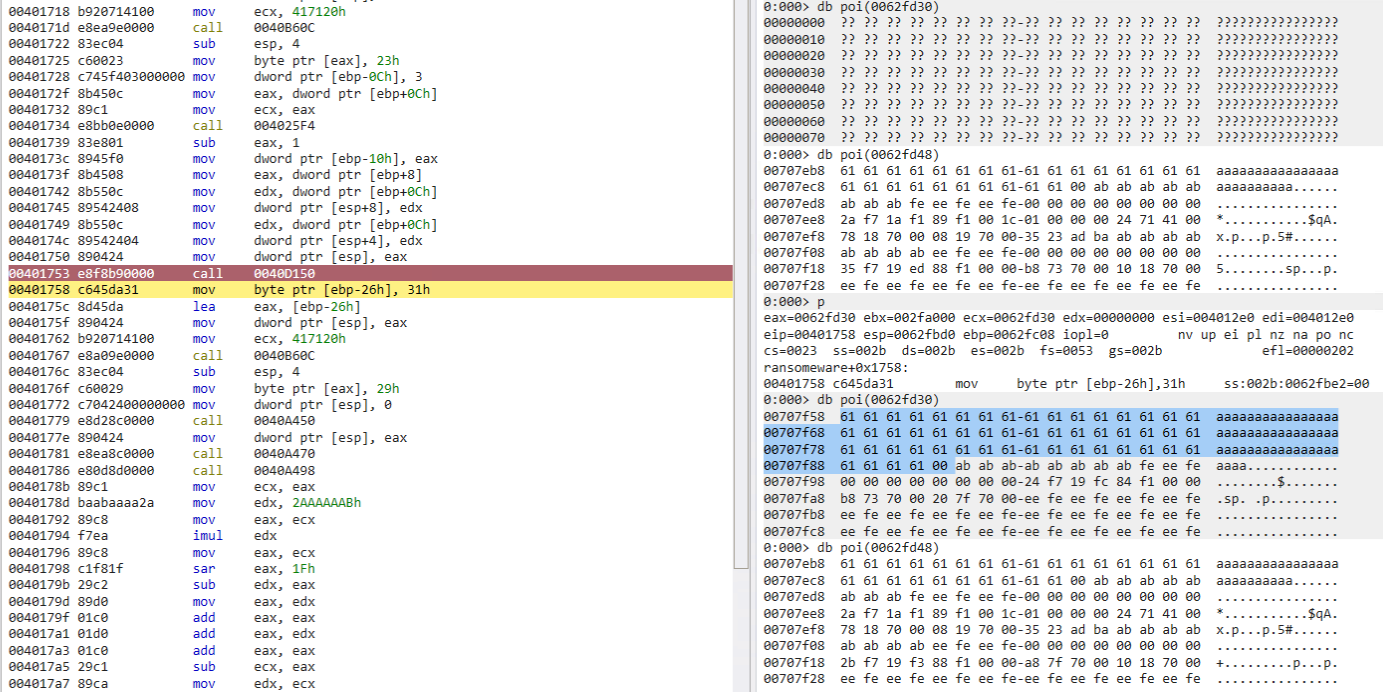 00401718 b920714100 mov ecx, 417120h
0040171d e8ea9e0000 call 0040B60C
00401722 83ec04 sub esp, 4
00401725 c60023 mov byte ptr [eax], 23h
00401728 c745f403000000 mov dword ptr [ebp-0Ch], 3
0040172f 8b450c mov eax, dword ptr [ebp+0Ch]
00401732 89c1 mov ecx, eax
00401734 e8bb0e0000 call 004025F4
00401739 83e801 sub eax, 1
0040173c 8945f0 mov dword ptr [ebp-10h], eax
0040173f 8b4508 mov eax, dword ptr [ebp+8]
00401742 8b550c mov edx, dword ptr [ebp+0Ch]
00401745 89542408 mov dword ptr [esp+8], edx
00401749 8b550c mov edx, dword ptr [ebp+0Ch]
0040174c 89542404 mov dword ptr [esp+4], edx
00401750 890424 mov dword ptr [esp], eax
00401753 e8f8b90000 call 0040D150
00401758 c645da31 mov byte ptr [ebp-26h], 31h
0040175c 8d45da lea eax, [ebp-26h]
0040175f 890424 mov dword ptr [esp], eax
00401762 b920714100 mov ecx, 417120h
00401767 e8a09e0000 call 0040B60C
0040176c 83ec04 sub esp, 4
0040176f c60029 mov byte ptr [eax], 29h
00401772 c7042400000000 mov dword ptr [esp], 0
00401779 e8d28c0000 call 0040A450
0040177e 890424 mov dword ptr [esp], eax
00401781 e8ea8c0000 call 0040A470
00401786 e80d8d0000 call 0040A498
0040178b 89c1 mov ecx, eax
0040178d baabaaaa2a mov edx, 2AAAAAABh
00401792 89c8 mov eax, ecx
00401794 f7ea imul edx
00401796 89c8 mov eax, ecx
00401798 c1f81f sar eax, 1Fh
0040179b 29c2 sub edx, eax
0040179d 89d0 mov eax, edx
0040179f 01c0 add eax, eax
004017a1 01d0 add eax, edx
004017a3 01c0 add eax, eax
004017a5 29c1 sub ecx, eax
004017a7 89ca mov edx, ecx
0:000> db poi(0062fd30)
00000000 ?? ?? ?? ?? ?? ?? ?? ??-?? ?? ?? ?? ?? ?? ?? ?? ????????????????
00000010 ?? ?? ?? ?? ?? ?? ?? ??-?? ?? ?? ?? ?? ?? ?? ?? ????????????????
00000020 ?? ?? ?? ?? ?? ?? ?? ??-?? ?? ?? ?? ?? ?? ?? ?? ????????????????
00000030 ?? ?? ?? ?? ?? ?? ?? ??-?? ?? ?? ?? ?? ?? ?? ?? ????????????????
00000040 ?? ?? ?? ?? ?? ?? ?? ??-?? ?? ?? ?? ?? ?? ?? ?? ????????????????
00000050 ?? ?? ?? ?? ?? ?? ?? ??-?? ?? ?? ?? ?? ?? ?? ?? ????????????????
00000060 ?? ?? ?? ?? ?? ?? ?? ??-?? ?? ?? ?? ?? ?? ?? ?? ????????????????
00000070 ?? ?? ?? ?? ?? ?? ?? ??-?? ?? ?? ?? ?? ?? ?? ?? ????????????????
0:000> db poi(0062fd48)
00707eb8 61 61 61 61 61 61 61 61-61 61 61 61 61 61 61 61 aaaaaaaaaaaaaaaa
00707ec8 61 61 61 61 61 61 61 61-61 61 00 ab ab ab ab ab aaaaaaaaaa......
00707ed8 ab ab ab fe ee fe ee fe-00 00 00 00 00 00 00 00 ................
00707ee8 2a f7 1a f1 89 f1 00 1c-01 00 00 00 24 71 41 00 *...........$qA.
00707ef8 78 18 70 00 08 19 70 00-35 23 ad ba ab ab ab ab x.p...p.5#......
00707f08 ab ab ab ab ee fe ee fe-00 00 00 00 00 00 00 00 ................
00707f18 35 f7 19 ed 88 f1 00 00-b8 73 70 00 10 18 70 00 5........sp...p.
00707f28 ee fe ee fe ee fe ee fe-ee fe ee fe ee fe ee fe ................
0:000> p
eax=0062fd30 ebx=002fa000 ecx=0062fd30 edx=00000000 esi=004012e0 edi=004012e0
eip=00401758 esp=0062fbd0 ebp=0062fc08 iopl=0 nv up ei pl nz na po nc
cs=0023 ss=002b ds=002b es=002b fs=0053 gs=002b efl=00000202
ransomeware+0x1758:
00401758 c645da31 mov byte ptr [ebp-26h],31h ss:002b:0062fbe2=00
0:000> db poi(0062fd30)
00707f58 61 61 61 61 61 61 61 61-61 61 61 61 61 61 61 61 aaaaaaaaaaaaaaaa
00707f68 61 61 61 61 61 61 61 61-61 61 61 61 61 61 61 61 aaaaaaaaaaaaaaaa
00707f78 61 61 61 61 61 61 61 61-61 61 61 61 61 61 61 61 aaaaaaaaaaaaaaaa
00707f88 61 61 61 61 00 ab ab ab-ab ab ab ab ab fe ee fe aaaa............
00707f98 00 00 00 00 00 00 00 00-24 f7 19 fc 84 f1 00 00 ........$.......
00707fa8 b8 73 70 00 20 7f 70 00-ee fe ee fe ee fe ee fe .sp. .p.........
00707fb8 ee fe ee fe ee fe ee fe-ee fe ee fe ee fe ee fe ................
00707fc8 ee fe ee fe ee fe ee fe-ee fe ee fe ee fe ee fe ................
0:000> db poi(0062fd48)
00707eb8 61 61 61 61 61 61 61 61-61 61 61 61 61 61 61 61 aaaaaaaaaaaaaaaa
00707ec8 61 61 61 61 61 61 61 61-61 61 00 ab ab ab ab ab aaaaaaaaaa......
00707ed8 ab ab ab fe ee fe ee fe-00 00 00 00 00 00 00 00 ................
00707ee8 2a f7 1a f1 89 f1 00 1c-01 00 00 00 24 71 41 00 *...........$qA.
00707ef8 78 18 70 00 08 19 70 00-35 23 ad ba ab ab ab ab x.p...p.5#......
00707f08 ab ab ab ab ee fe ee fe-00 00 00 00 00 00 00 00 ................
00707f18 2b f7 19 f3 88 f1 00 00-a8 7f 70 00 10 18 70 00 +.........p...p.
00707f28 ee fe ee fe ee fe ee fe-ee fe ee fe ee fe ee fe ................